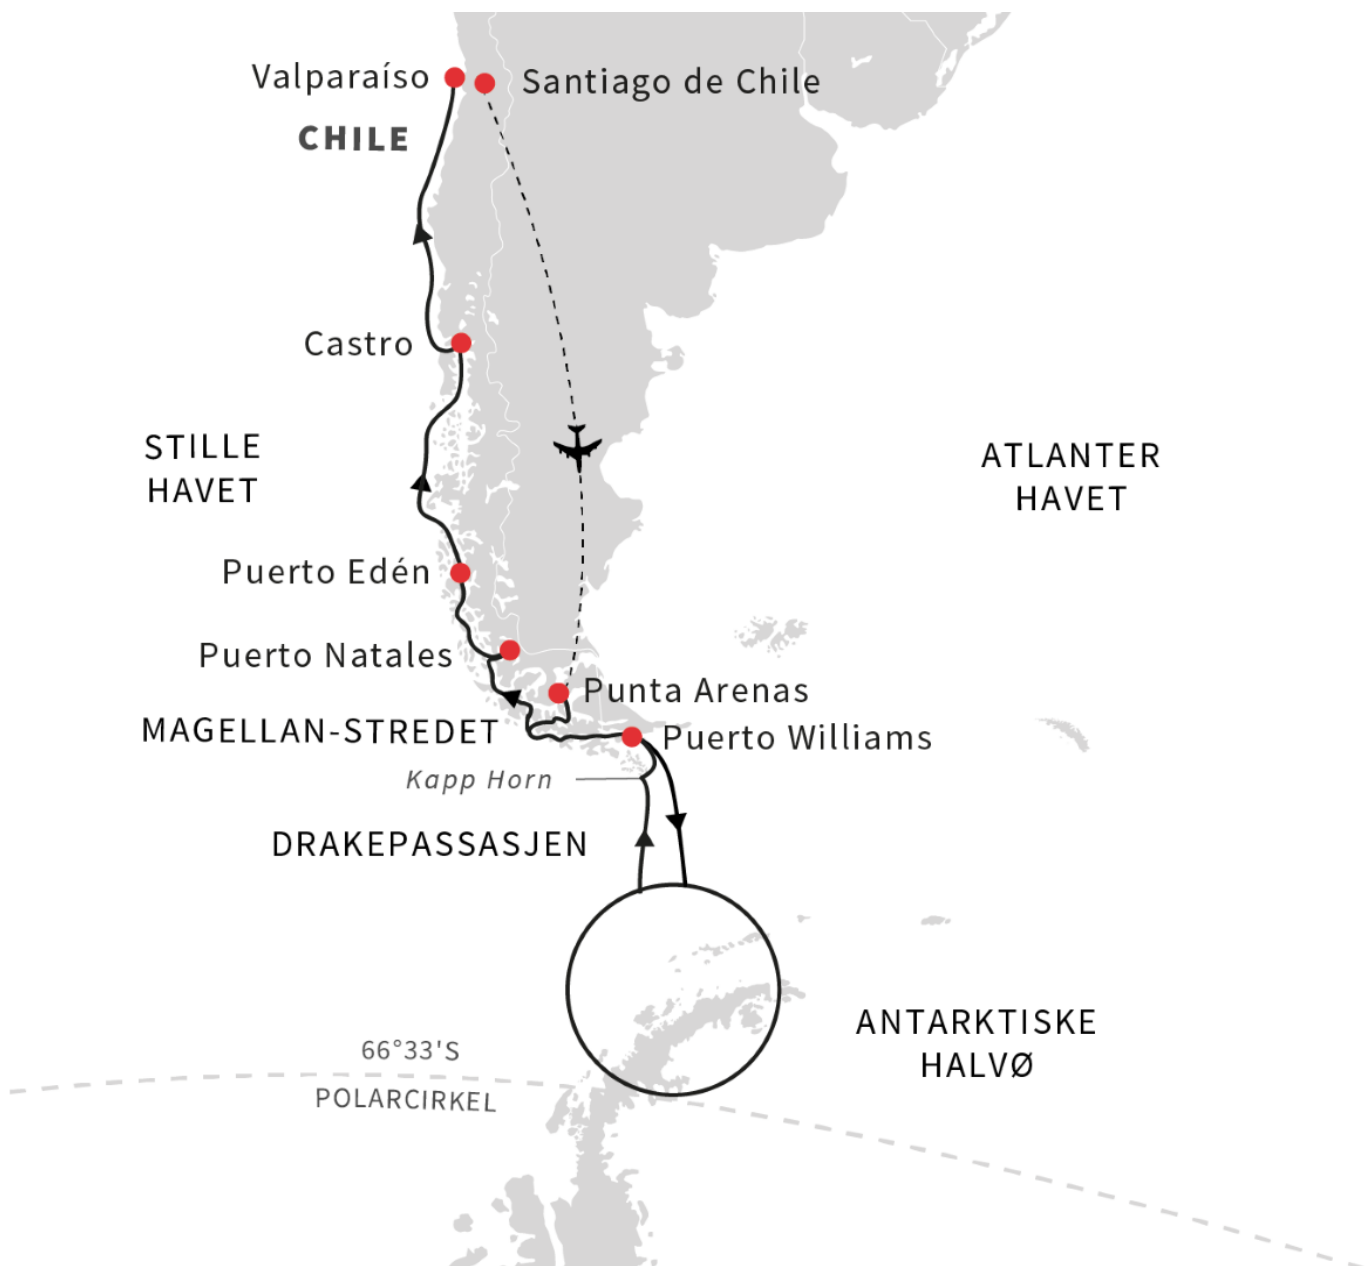 Valparaíso
Santiago de Chile
CHILE
Castro
STILLE
HAVET
ATLANTER
HAVET
Puerto Edén
Puerto Natales
Punta Arenas
MAGELLAN-STREDET
Puerto Williams
Kapp Horn
DRAKEPASSASJEN
ANTARKTISKE
HALVØ
66°33'S
POLARCIRKEL